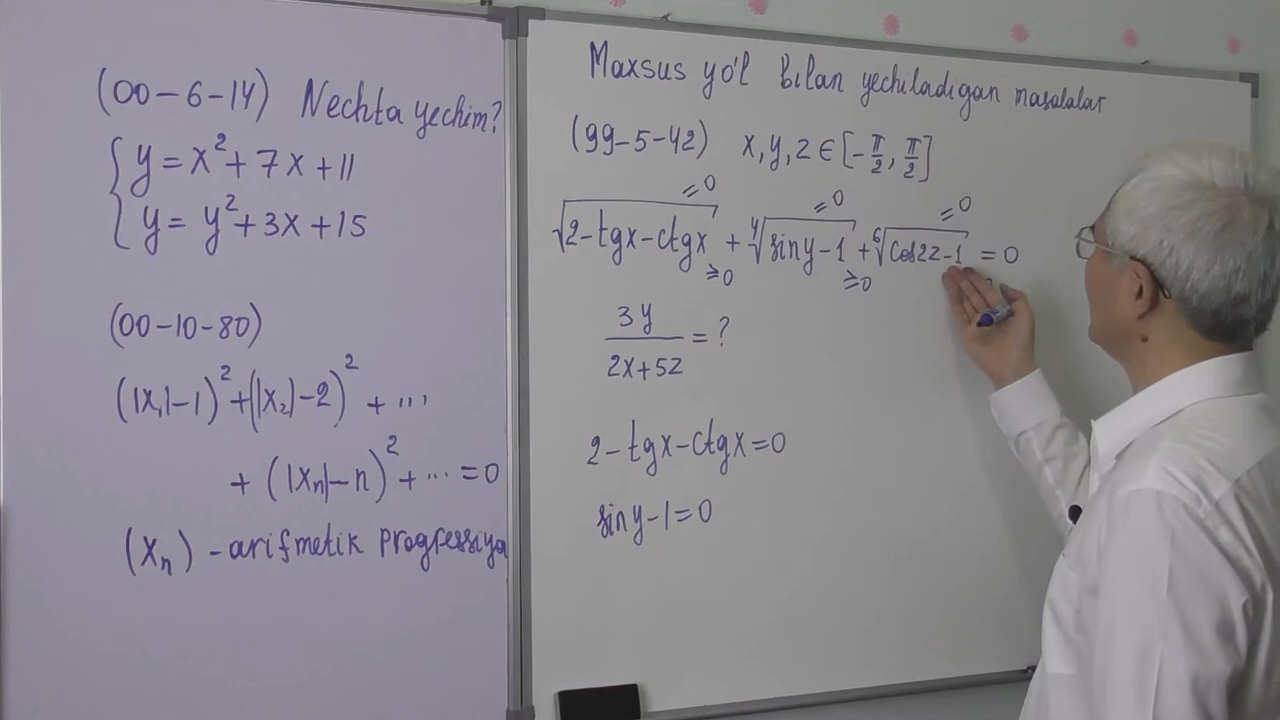 (00-6-14) Nechta yechim?
y = x² + 7x + 11
y = y² + 3x + 15
(00-10-80)
(|x₁|-1)² + (|x₂|-2)² + ...
+ (|xₙ|-n)² + ... = 0
(xₙ) - arifmetik progressiya
Maxsus yo'l bilan yechiladigan masalalar
(99-5-42) x, y, z ∈ [-π/2, π/2]
=0 =0 =0
√(2-tgx-ctgx) + ⁴√(siny-1) + ⁶√(cos2z-1) = 0
≥0 ≥0
3y/(2x+5z) = ?
2-tgx-ctgx=0
siny-1=0